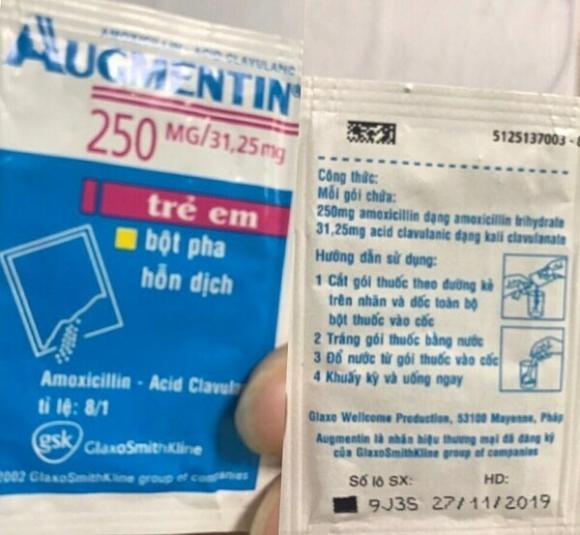 AMOXICILLIN - ACID CLAVULANIC
AUGMENTIN®
250 MG/31,25mg
trẻ em
bột pha
hỗn dịch
Amoxicillin - Acid Clavulan
tỉ lệ: 8/1
gsk GlaxoSmithKline
2002 GlaxoSmithKline group of companies
5125137003 -
Công thức:
Mỗi gói chứa:
250mg amoxicillin dạng amoxicillin trihydrate
31,25mg acid clavulanic dạng kali clavulanate
Hướng dẫn sử dụng:
1 Cắt gói thuốc theo đường kẻ
trên nhãn và dốc toàn bộ
bột thuốc vào cốc
2 Tráng gói thuốc bằng nước
3 Đổ nước từ gói thuốc vào cốc
4 Khuấy kỹ và uống ngay
Glaxo Wellcome Production, 53100 Mayenne, Pháp
Augmentin là nhãn hiệu thương mại đã đăng ký
của GlaxoSmithKline group of companies
Số lô SX: HD:
9J3S 27/11/2019